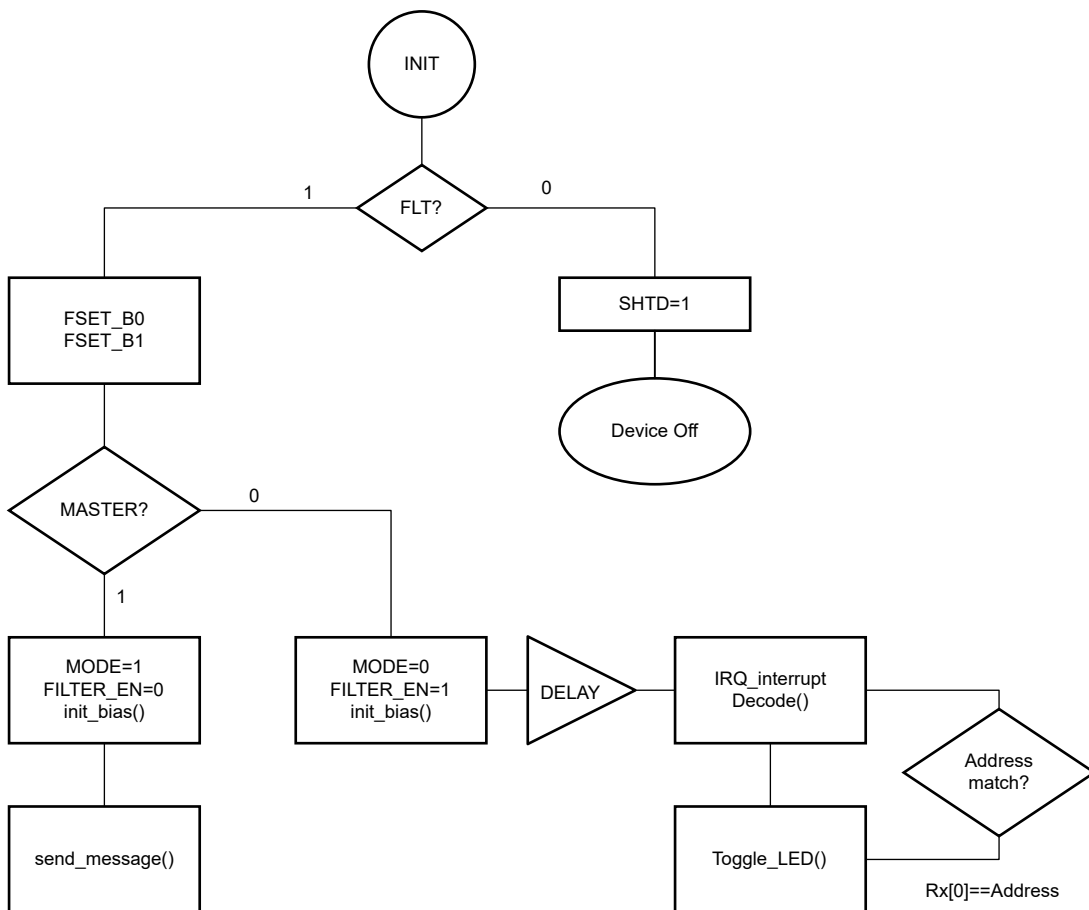 INIT
FLT?
1
0
FSET_B0
FSET_B1
SHTD=1
Device Off
MASTER?
0
1
MODE=1
FILTER_EN=0
init_bias()
MODE=0
FILTER_EN=1
init_bias()
DELAY
IRQ_interrupt
Decode()
Address
match?
send_message()
Toggle_LED()
Rx[0]==Address